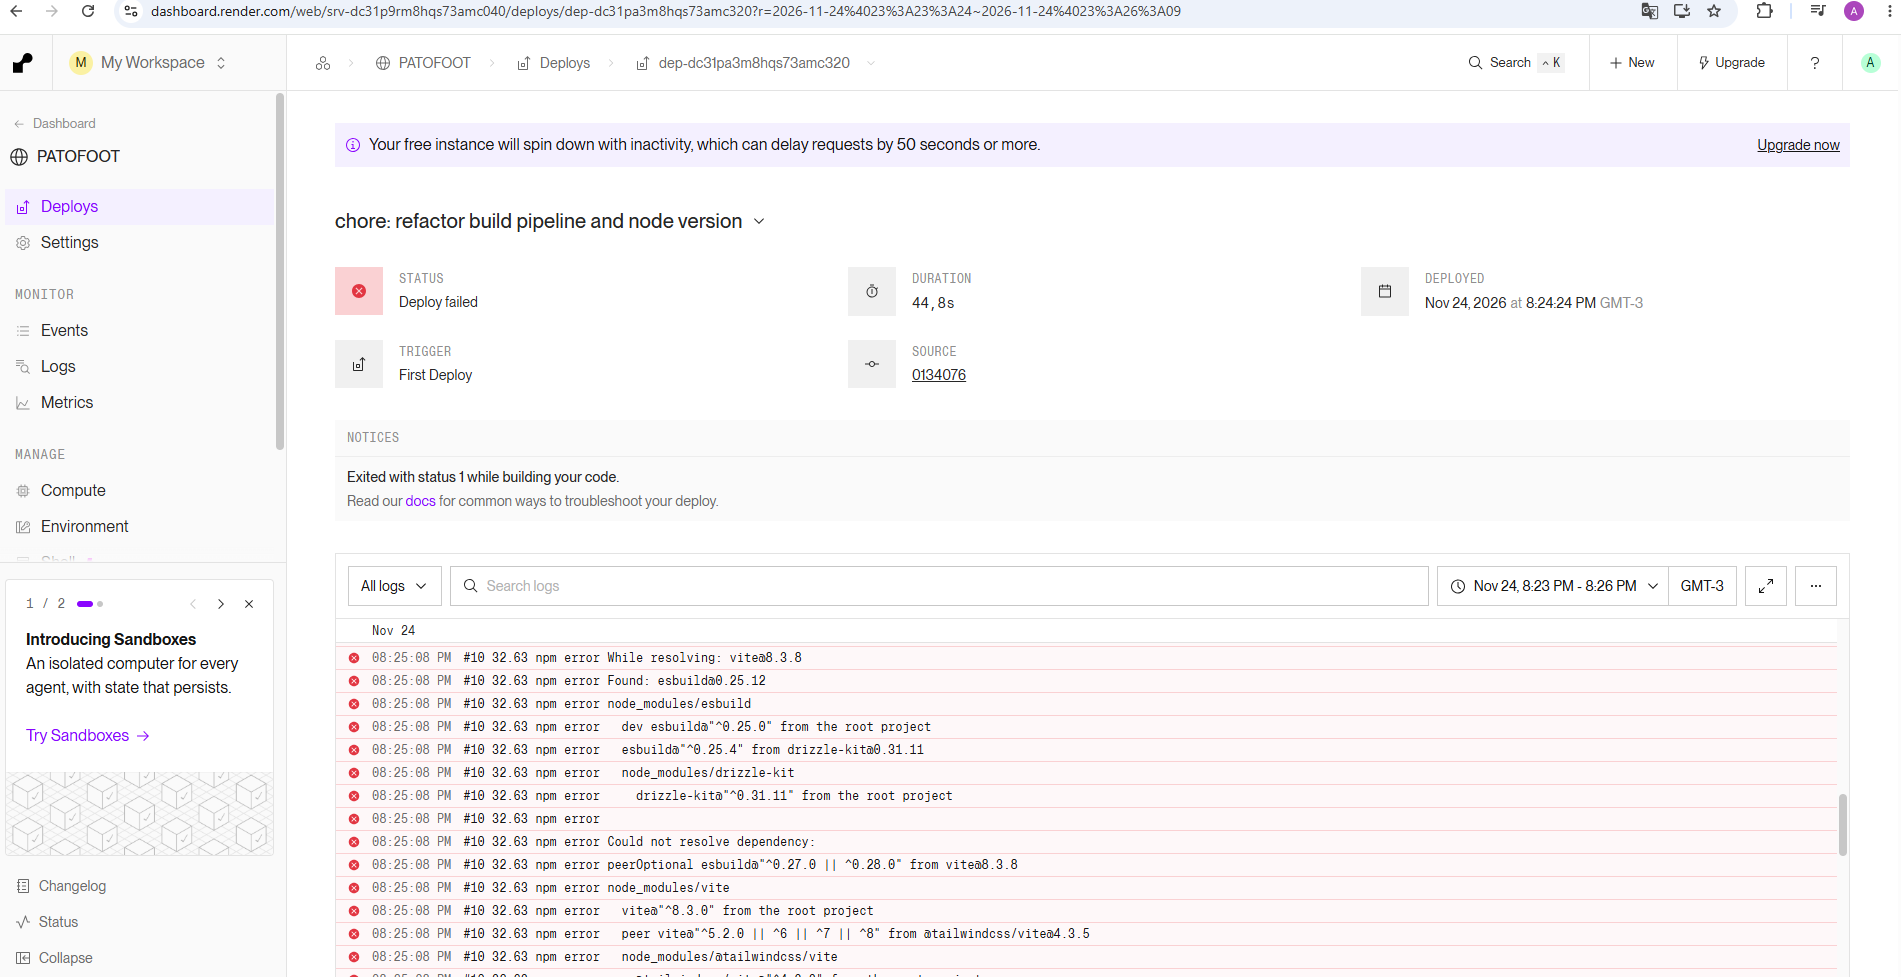 dashboard.render.com/web/srv-dc31p9rm8hqs73amc040/deploys/dep-dc31pa3m8hqs73amc320?r=2026-11-24%4023%3A23%3A24~2026-11-24%4023%3A26%3A09
A
M My Workspace
PATOFOOT
Deploys
dep-dc31pa3m8hqs73amc320
Search ^ K
+ New
Upgrade
?
A
← Dashboard
PATOFOOT
Deploys
Settings
MONITOR
Events
Logs
Metrics
MANAGE
Compute
Environment
Shell
1 / 2
Introducing Sandboxes
An isolated computer for every
agent, with state that persists.
Try Sandboxes →
Changelog
Status
Collapse
Your free instance will spin down with inactivity, which can delay requests by 50 seconds or more.
Upgrade now
chore: refactor build pipeline and node version
STATUS
Deploy failed
DURATION
44,8s
DEPLOYED
Nov 24, 2026 at 8:24:24 PM GMT-3
TRIGGER
First Deploy
SOURCE
0134076
NOTICES
Exited with status 1 while building your code.
Read our docs for common ways to troubleshoot your deploy.
All logs
Search logs
Nov 24, 8:23 PM - 8:26 PM
GMT-3
...
Nov 24
08:25:08 PM #10 32.63 npm error While resolving: vite@8.3.8
08:25:08 PM #10 32.63 npm error Found: esbuild@0.25.12
08:25:08 PM #10 32.63 npm error node_modules/esbuild
08:25:08 PM #10 32.63 npm error   dev esbuild@"^0.25.0" from the root project
08:25:08 PM #10 32.63 npm error   esbuild@"^0.25.4" from drizzle-kit@0.31.11
08:25:08 PM #10 32.63 npm error   node_modules/drizzle-kit
08:25:08 PM #10 32.63 npm error     drizzle-kit@"^0.31.11" from the root project
08:25:08 PM #10 32.63 npm error
08:25:08 PM #10 32.63 npm error Could not resolve dependency:
08:25:08 PM #10 32.63 npm error peerOptional esbuild@"^0.27.0 || ^0.28.0" from vite@8.3.8
08:25:08 PM #10 32.63 npm error node_modules/vite
08:25:08 PM #10 32.63 npm error   vite@"^8.3.0" from the root project
08:25:08 PM #10 32.63 npm error   peer vite@"^5.2.0 || ^6 || ^7 || ^8" from @tailwindcss/vite@4.3.5
08:25:08 PM #10 32.63 npm error   node_modules/@tailwindcss/vite